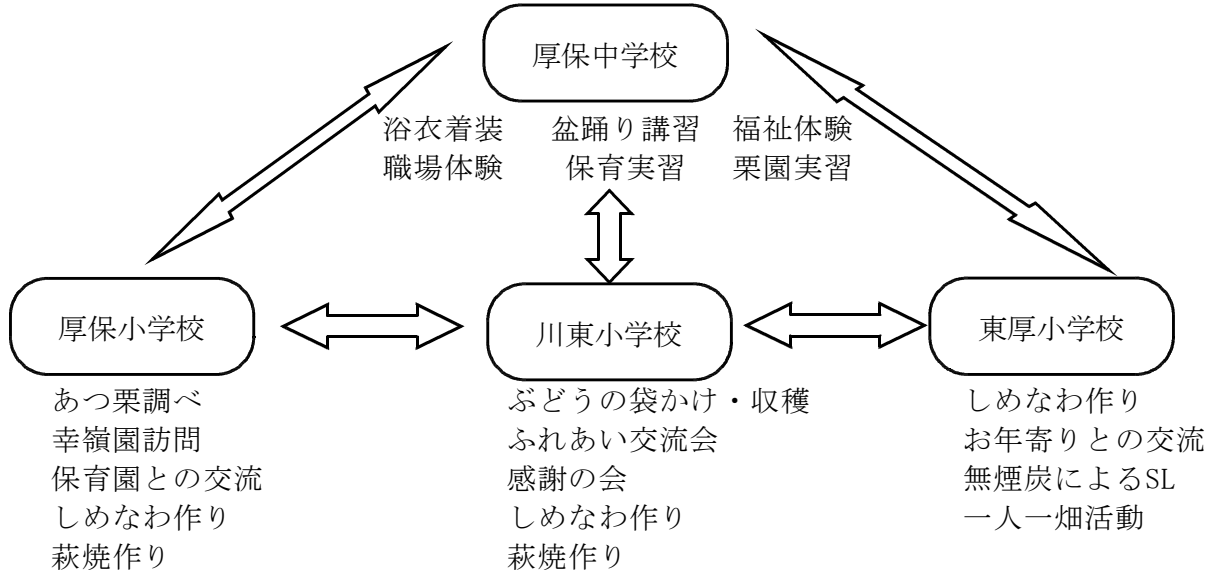 厚保中学校
浴衣着装 盆踊り講習 福祉体験
職場体験 保育実習 栗園実習
厚保小学校 川東小学校 東厚小学校
あつ栗調べ ぶどうの袋かけ・収穫 しめなわ作り
幸嶺園訪問 ふれあい交流会 お年寄りとの交流
保育園との交流 感謝の会 無煙炭によるSL
しめなわ作り しめなわ作り 一人一畑活動
萩焼作り 萩焼作り